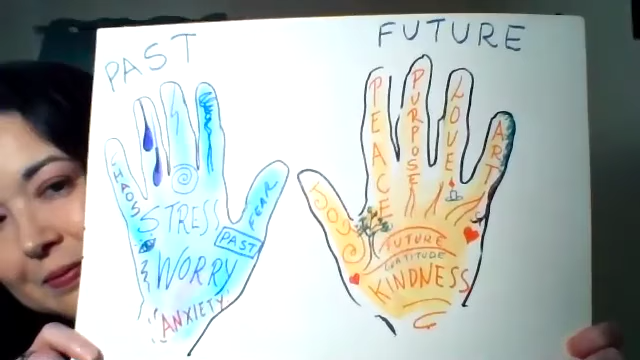 PAST
CHAOS
STRESS
FEAR
PAST
WORRY
ANXIETY
FUTURE
PEACE
PURPOSE
LOVE
ART
JOY
FUTURE
GRATITUDE
KINDNESS